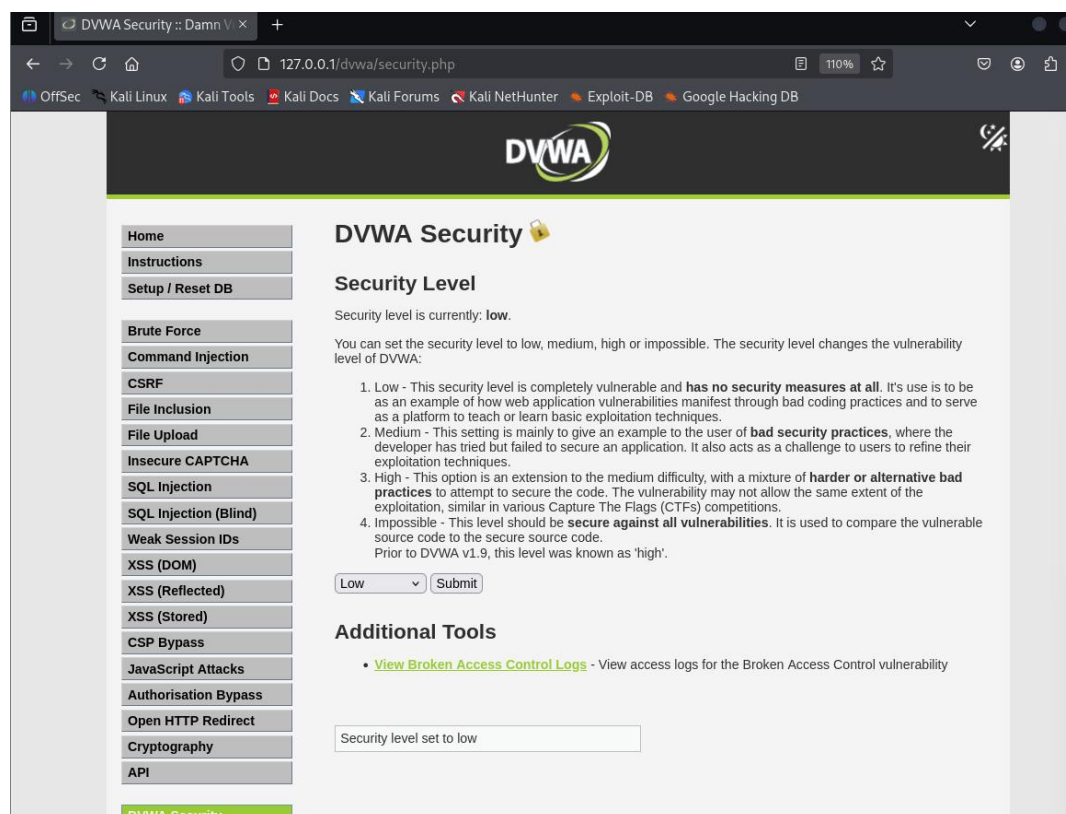 DVWA Security :: Damn V
127.0.0.1/dvwa/security.php
110%
OffSec Kali Linux Kali Tools Kali Docs Kali Forums Kali NetHunter Exploit-DB Google Hacking DB
DVWA
Home
Instructions
Setup / Reset DB
Brute Force
Command Injection
CSRF
File Inclusion
File Upload
Insecure CAPTCHA
SQL Injection
SQL Injection (Blind)
Weak Session IDs
XSS (DOM)
XSS (Reflected)
XSS (Stored)
CSP Bypass
JavaScript Attacks
Authorisation Bypass
Open HTTP Redirect
Cryptography
API
DVWA Security
DVWA Security
Security Level
Security level is currently: low.
You can set the security level to low, medium, high or impossible. The security level changes the vulnerability
level of DVWA:
1. Low - This security level is completely vulnerable and has no security measures at all. It's use is to be
as an example of how web application vulnerabilities manifest through bad coding practices and to serve
as a platform to teach or learn basic exploitation techniques.
2. Medium - This setting is mainly to give an example to the user of bad security practices, where the
developer has tried but failed to secure an application. It also acts as a challenge to users to refine their
exploitation techniques.
3. High - This option is an extension to the medium difficulty, with a mixture of harder or alternative bad
practices to attempt to secure the code. The vulnerability may not allow the same extent of the
exploitation, similar in various Capture The Flags (CTFs) competitions.
4. Impossible - This level should be secure against all vulnerabilities. It is used to compare the vulnerable
source code to the secure source code.
Prior to DVWA v1.9, this level was known as 'high'.
Low Submit
Additional Tools
• View Broken Access Control Logs - View access logs for the Broken Access Control vulnerability
Security level set to low